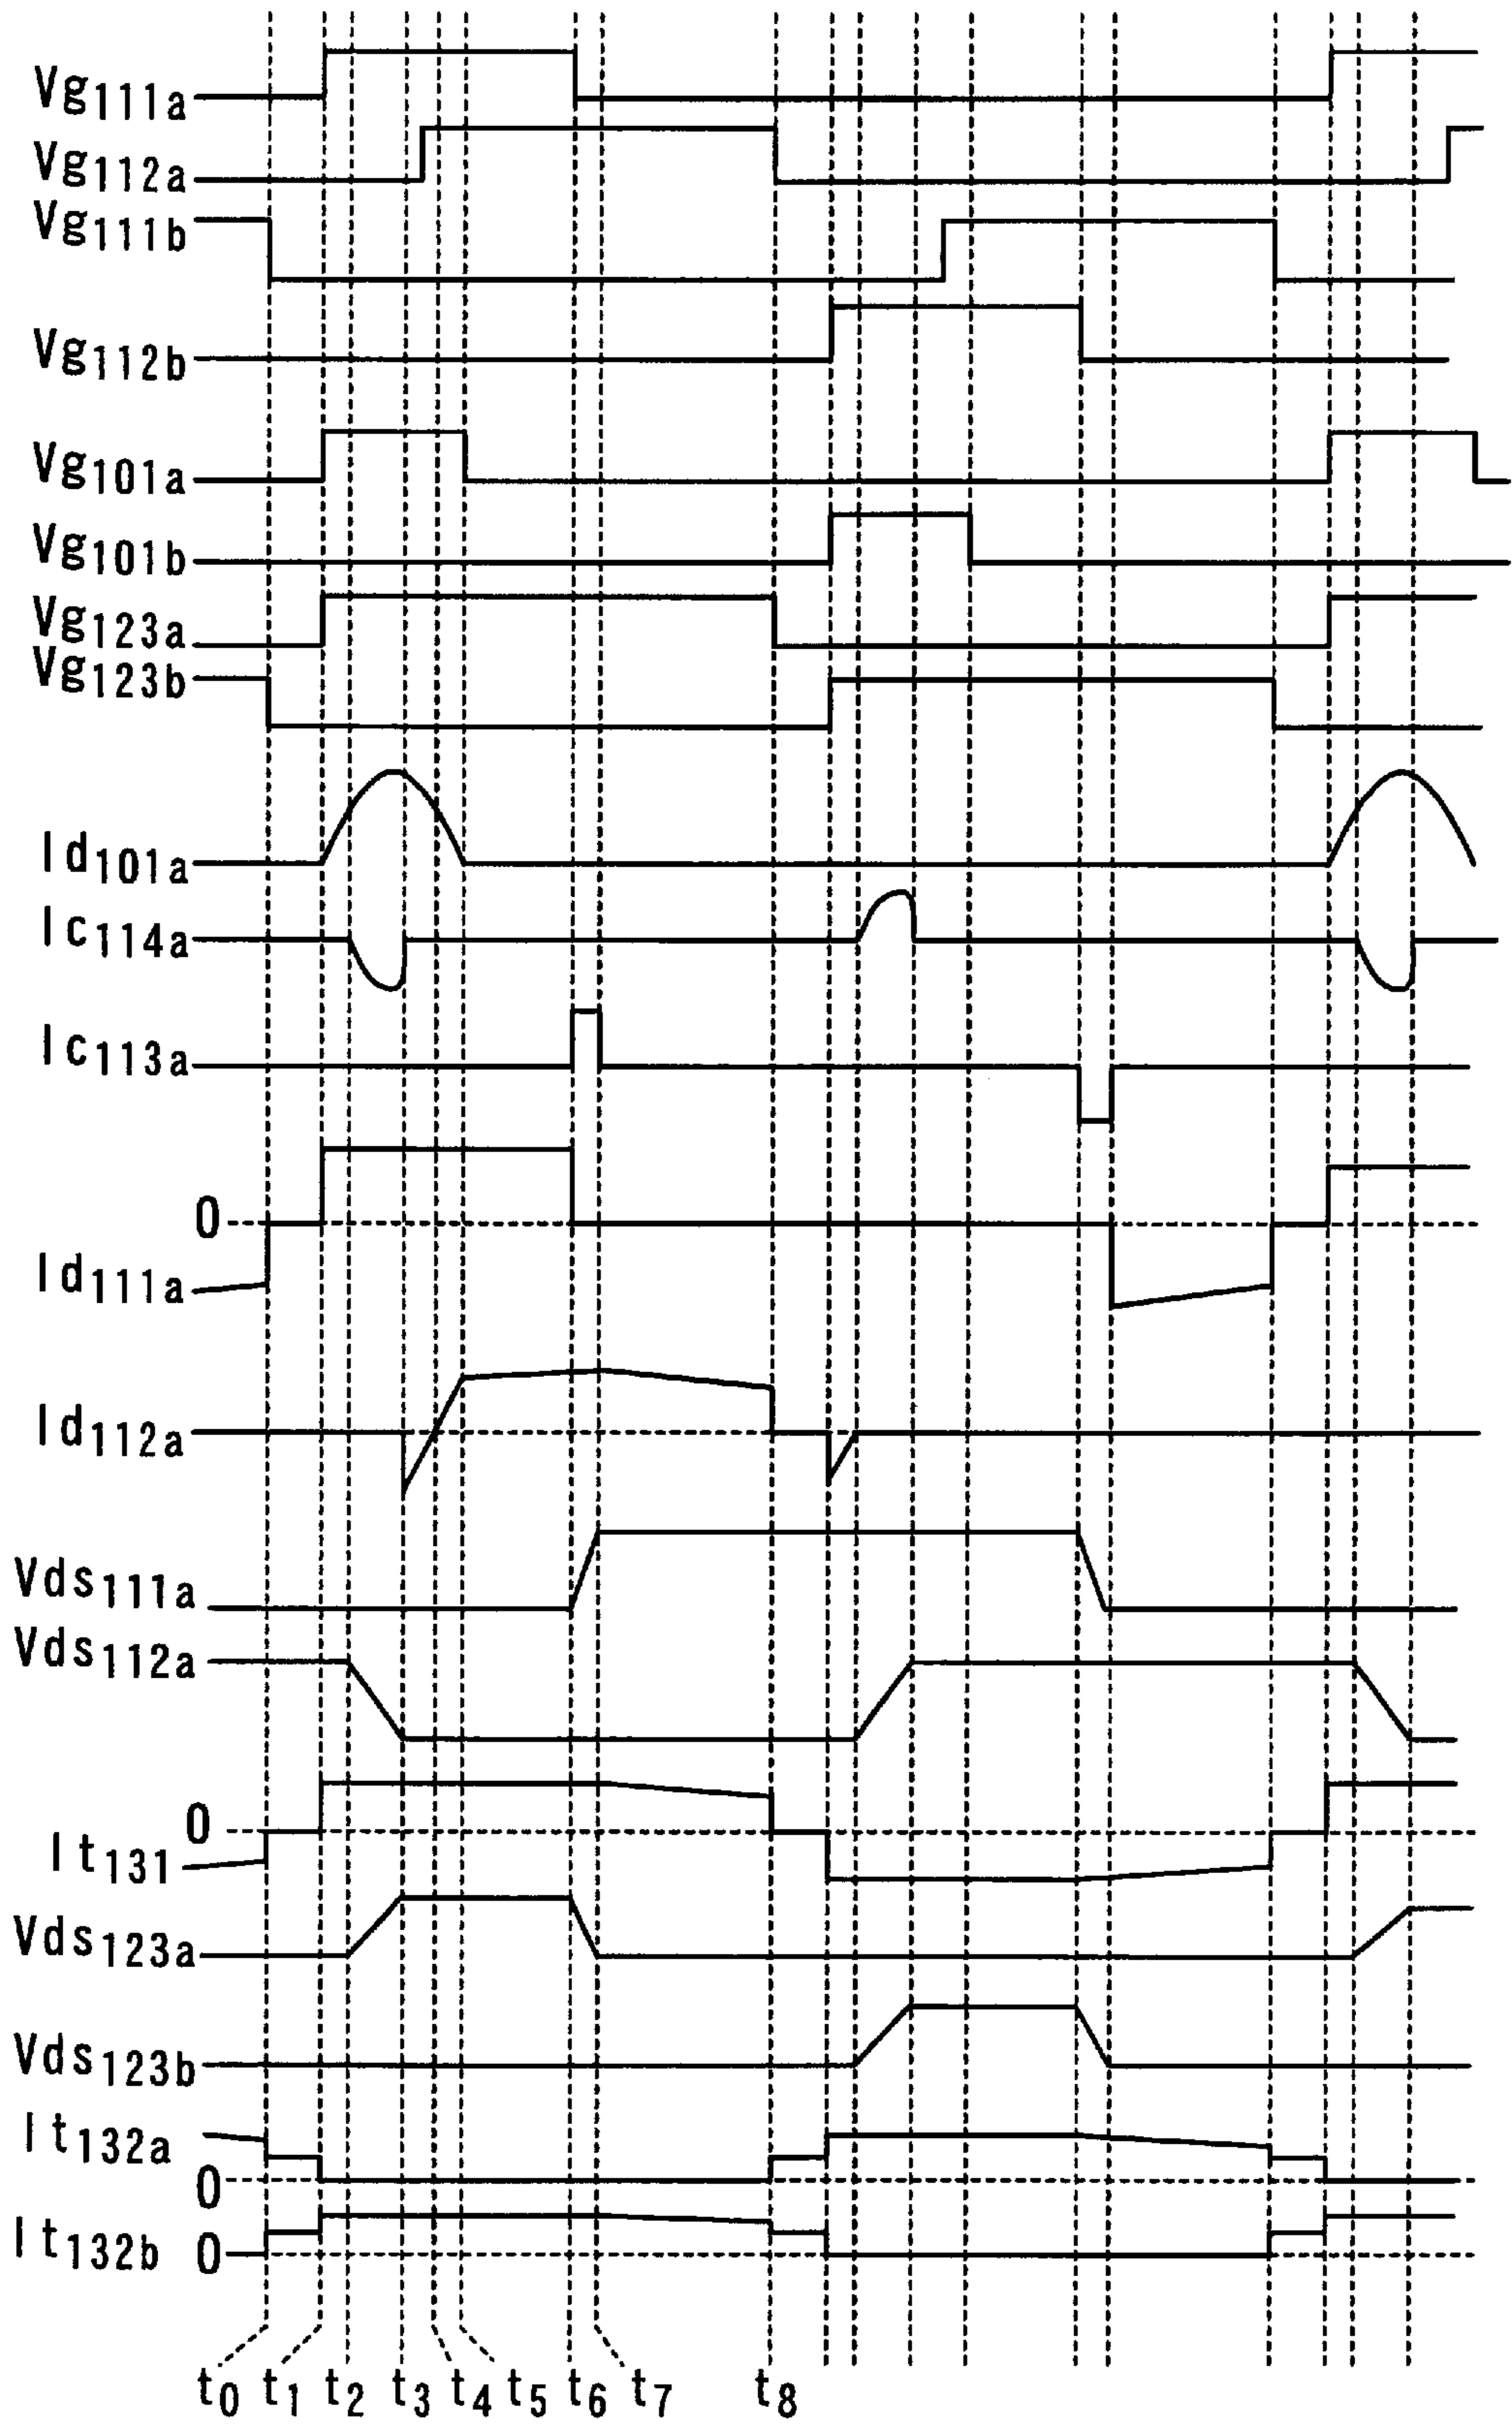 Vg111a
Vg112a
Vg111b
Vg112b
Vg101a
Vg101b
Vg123a
Vg123b
Id101a
Ic114a
Ic113a
0
Id111a
Id112a
Vds111a
Vds112a
0
It131
Vds123a
Vds123b
It132a
0
It132b 0
t0 t1 t2 t3 t4 t5 t6 t7 t8